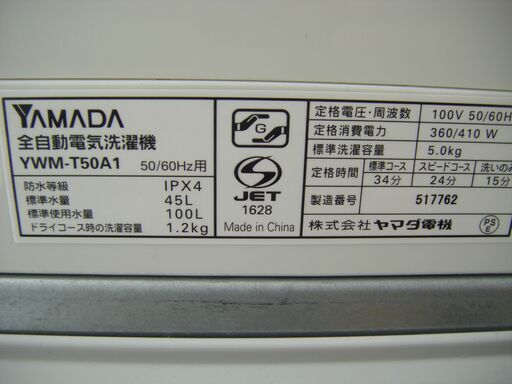 YAMADA
全自動電気洗濯機
YWM-T50A1 50/60Hz用
防水等級 IPX4
標準水量 45L
標準使用水量 100L
ドライコース時の洗濯容量 1.2kg
G
S
JET
1628
Made in China
定格電圧・周波数 100V 50/60H
定格消費電力 360/410 W
標準洗濯容量 5.0kg
定格時間 標準コース スピードコース 洗いのみ
34分 24分 15分
製造番号 517762
株式会社ヤマダ電機
PS
E